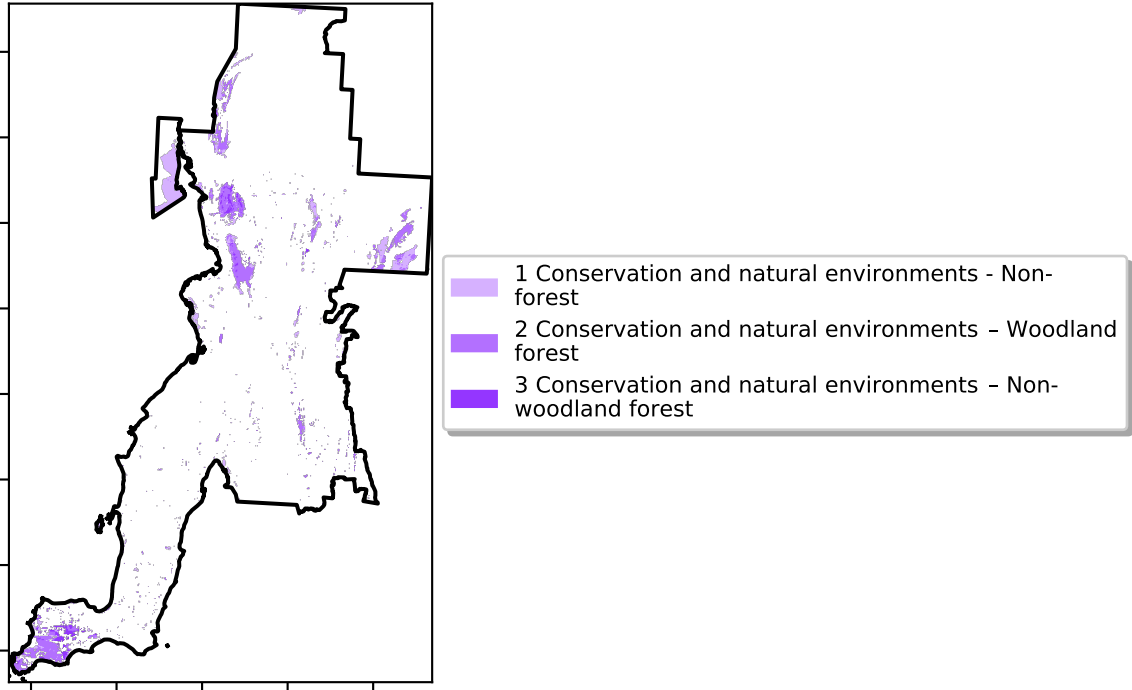 1 Conservation and natural environments - Non-
forest
2 Conservation and natural environments – Woodland
forest
3 Conservation and natural environments – Non-
woodland forest